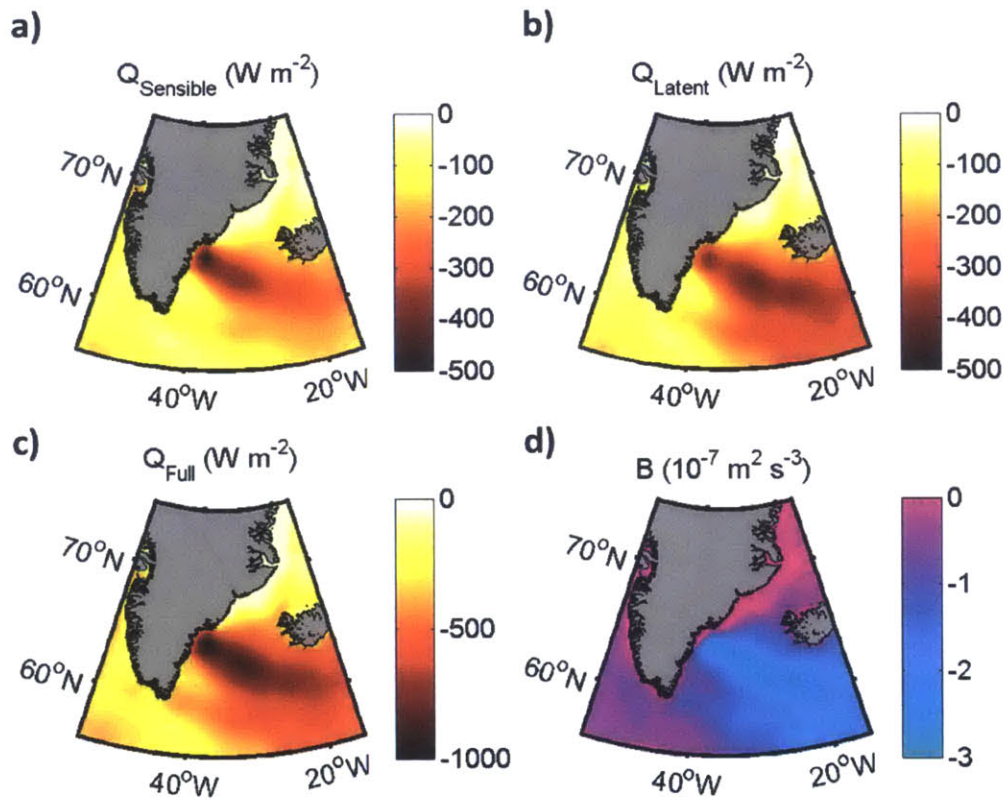 a)
Q_Sensible (W m^-2)
0
-100
-200
-300
-400
-500
70°N
60°N
40°W
20°W
b)
Q_Latent (W m^-2)
0
-100
-200
-300
-400
-500
70°N
60°N
40°W
20°W
c)
Q_Full (W m^-2)
0
-500
-1000
70°N
60°N
40°W
20°W
d)
B (10^-7 m^2 s^-3)
0
-1
-2
-3
70°N
60°N
40°W
20°W